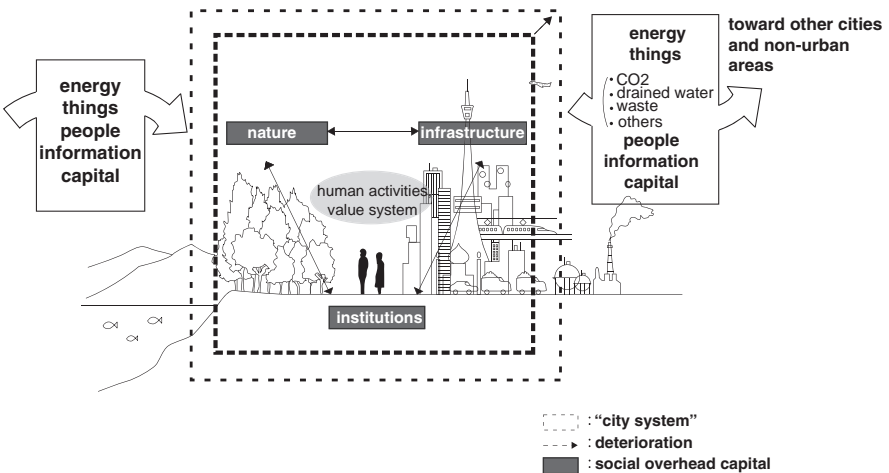 energy
things
people
information
capital
nature
infrastructure
human activities,
value system
institutions
energy
things
• CO2
• drained water
• waste
• others
people
information
capital
toward other cities
and non-urban
areas
: “city system”
: deterioration
: social overhead capital